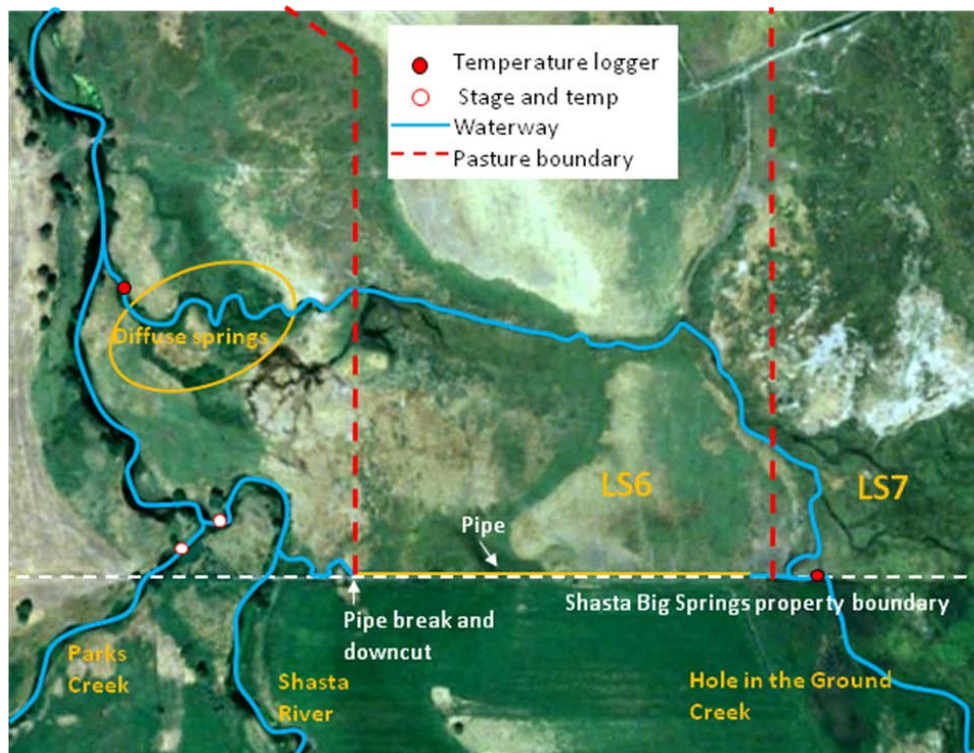 Temperature logger
Stage and temp
Waterway
Pasture boundary
Diffuse springs
LS6
LS7
Pipe
Shasta Big Springs property boundary
Pipe break and
downcut
Parks
Creek
Shasta
River
Hole in the Ground
Creek